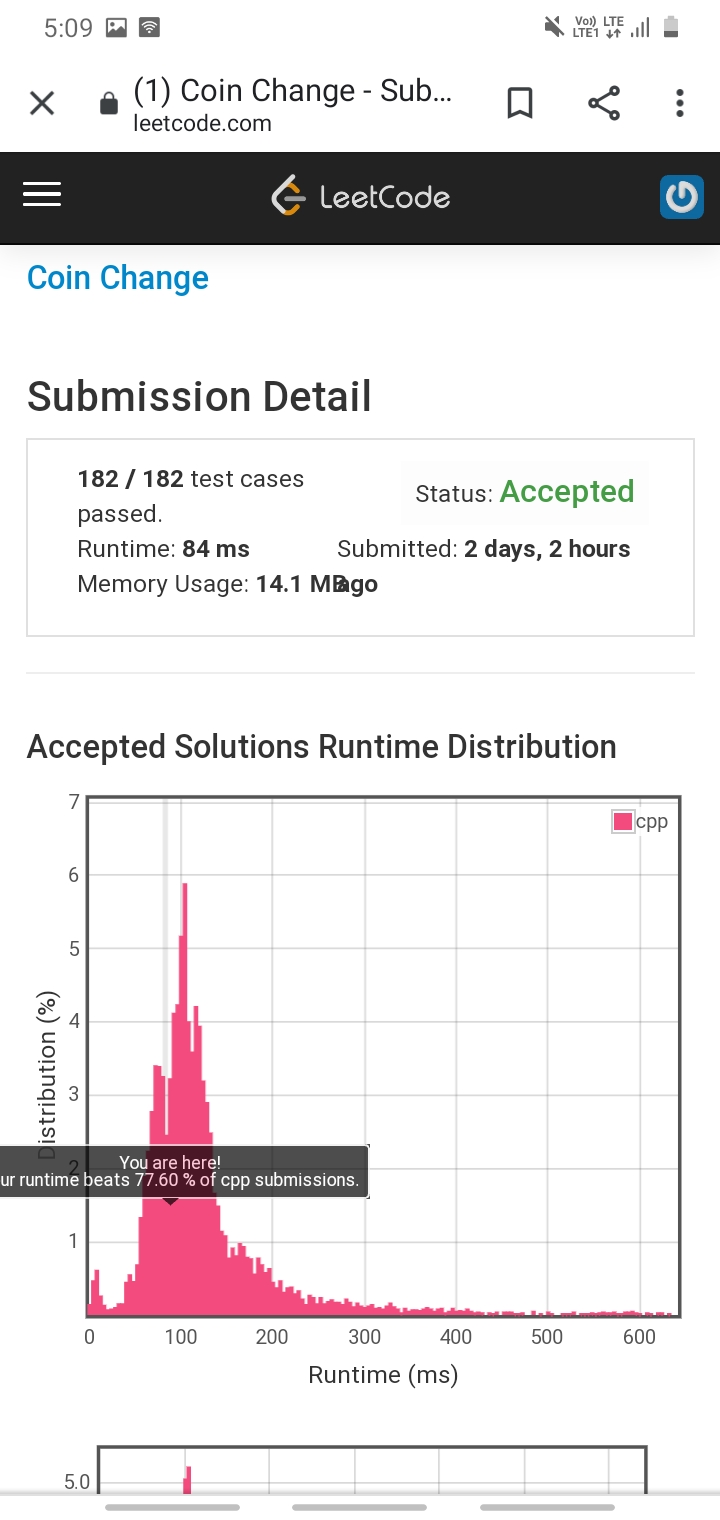 5:09
Vo)) LTE
LTE1
(1) Coin Change - Sub...
leetcode.com
LeetCode
Coin Change
Submission Detail
182 / 182 test cases
passed.
Status: Accepted
Runtime: 84 ms
Submitted: 2 days, 2 hours
ago
Memory Usage: 14.1 MB
Accepted Solutions Runtime Distribution
7
cpp
6
5
4
3
2
1
Distribution (%)
You are here!
ur runtime beats 77.60 % of cpp submissions.
0 100 200 300 400 500 600
Runtime (ms)
5.0